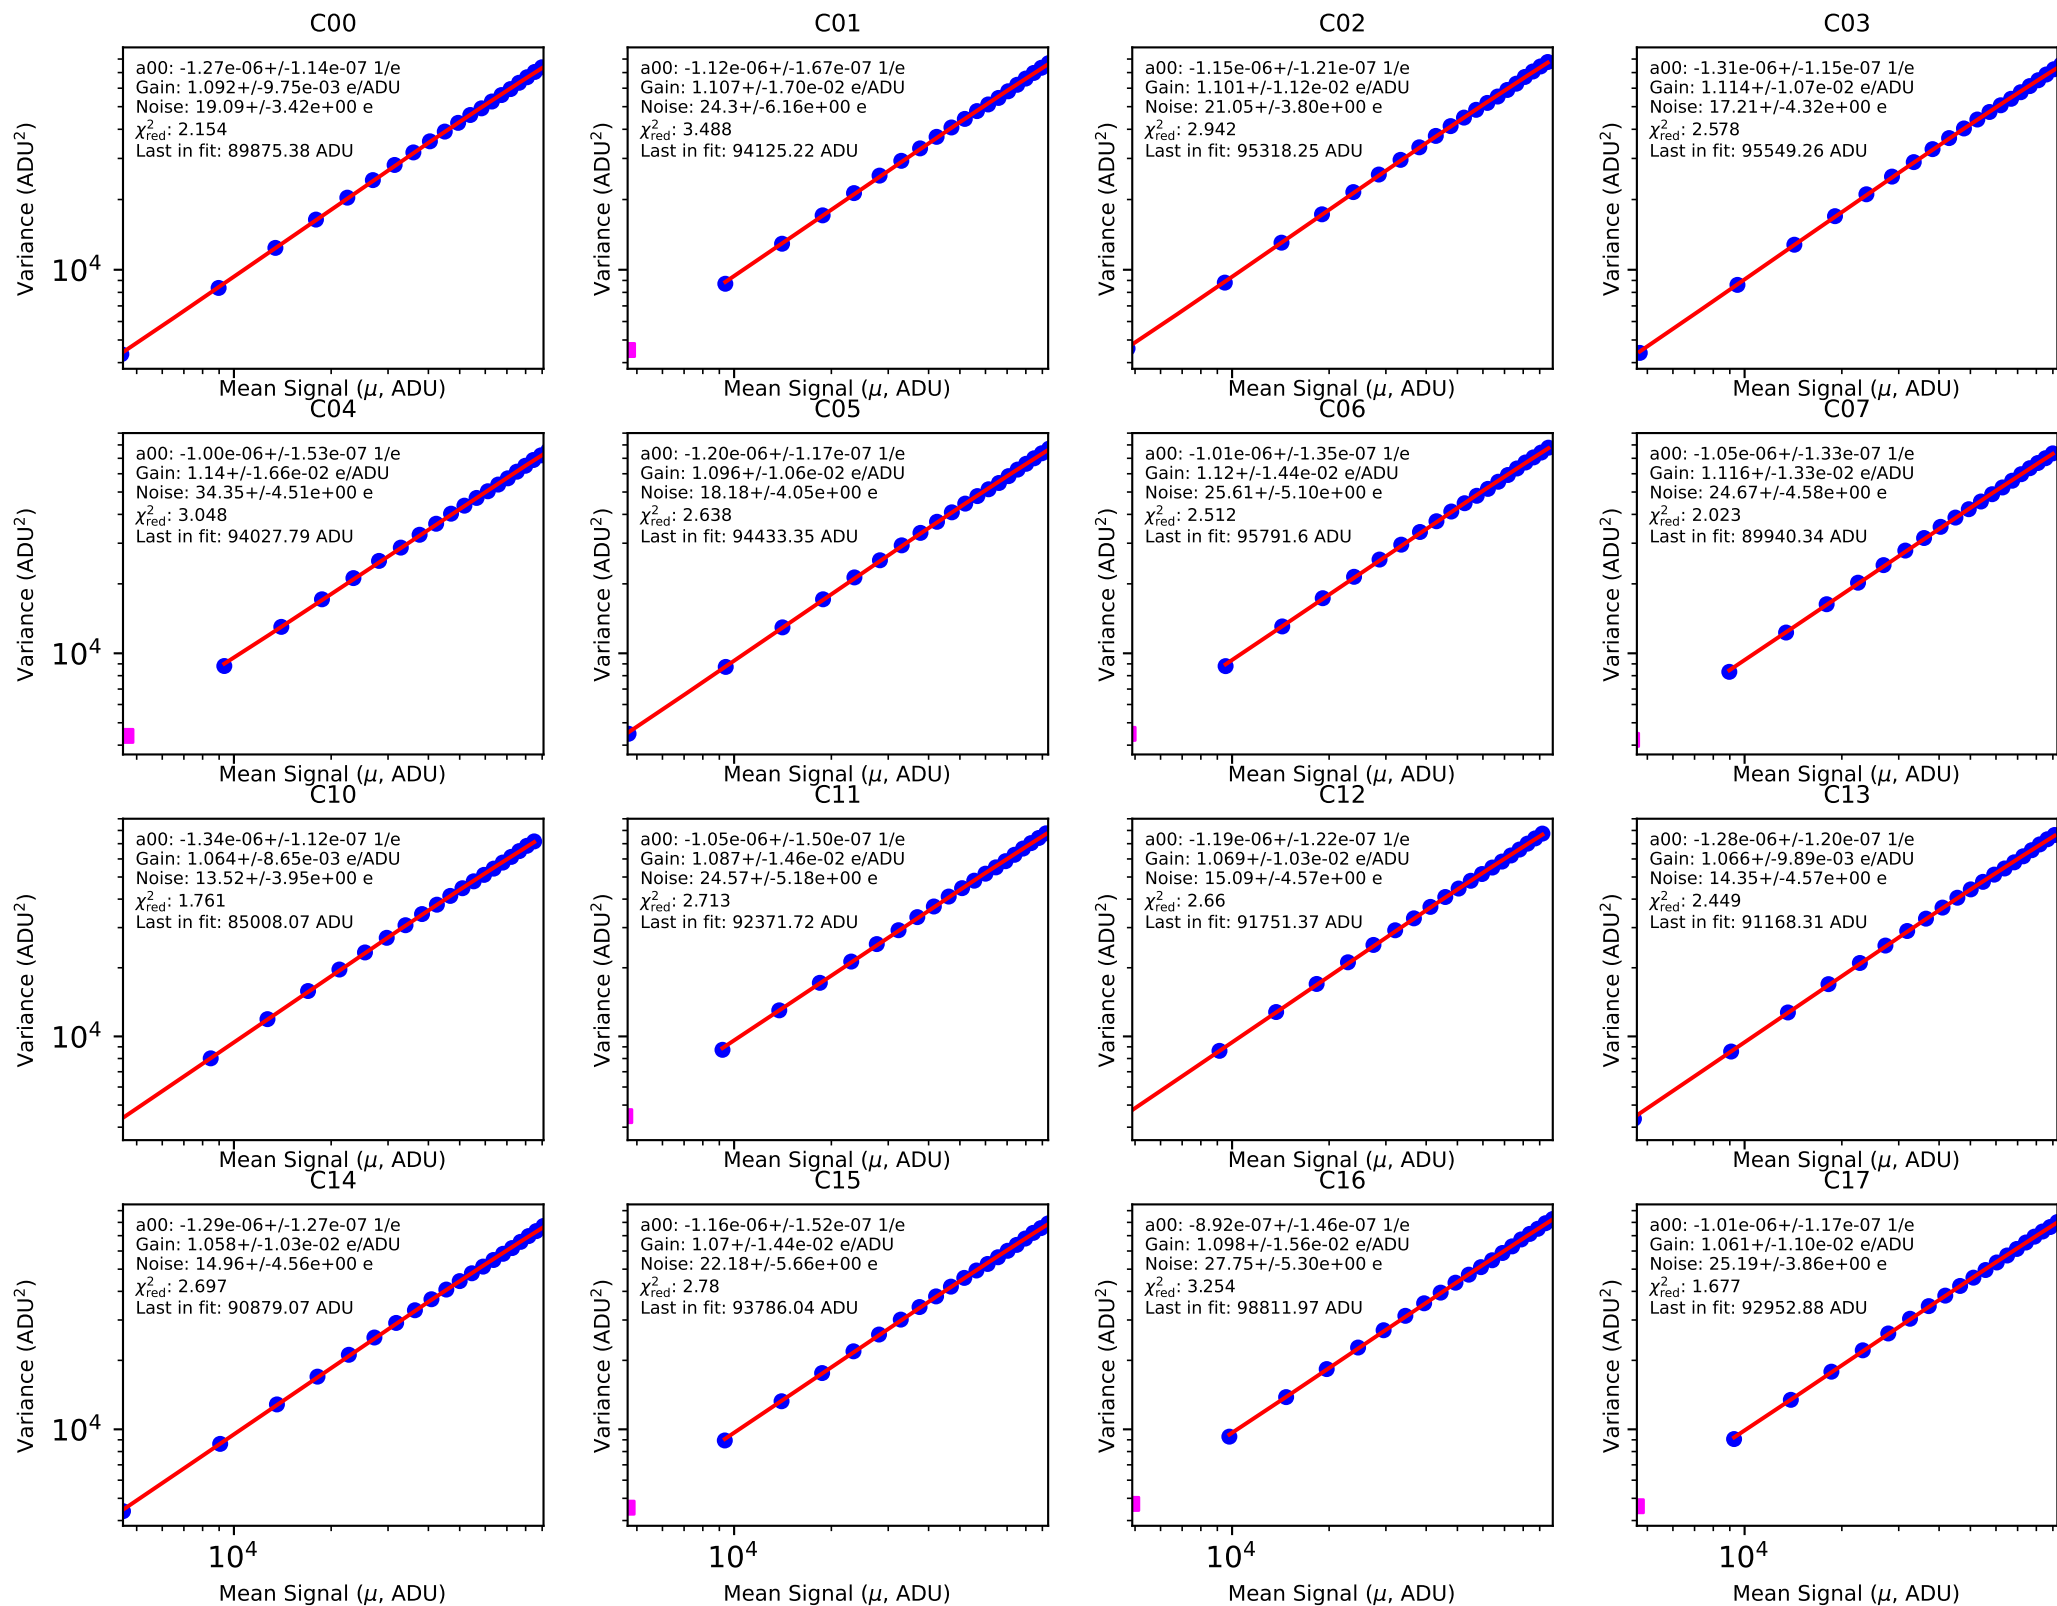 C00
a00: -1.27e-06+/-1.14e-07 1/e
Gain: 1.092+/-9.75e-03 e/ADU
Noise: 19.09+/-3.42e+00 e
χ²red: 2.154
Last in fit: 89875.38 ADU
Variance (ADU²)
10⁴
Mean Signal (μ, ADU)
C01
a00: -1.12e-06+/-1.67e-07 1/e
Gain: 1.107+/-1.70e-02 e/ADU
Noise: 24.3+/-6.16e+00 e
χ²red: 3.488
Last in fit: 94125.22 ADU
Variance (ADU²)
Mean Signal (μ, ADU)
C02
a00: -1.15e-06+/-1.21e-07 1/e
Gain: 1.101+/-1.12e-02 e/ADU
Noise: 21.05+/-3.80e+00 e
χ²red: 2.942
Last in fit: 95318.25 ADU
Variance (ADU²)
Mean Signal (μ, ADU)
C03
a00: -1.31e-06+/-1.15e-07 1/e
Gain: 1.114+/-1.07e-02 e/ADU
Noise: 17.21+/-4.32e+00 e
χ²red: 2.578
Last in fit: 95549.26 ADU
Variance (ADU²)
Mean Signal (μ, ADU)
C04
a00: -1.00e-06+/-1.53e-07 1/e
Gain: 1.14+/-1.66e-02 e/ADU
Noise: 34.35+/-4.51e+00 e
χ²red: 3.048
Last in fit: 94027.79 ADU
Variance (ADU²)
10⁴
Mean Signal (μ, ADU)
C05
a00: -1.20e-06+/-1.17e-07 1/e
Gain: 1.096+/-1.06e-02 e/ADU
Noise: 18.18+/-4.05e+00 e
χ²red: 2.638
Last in fit: 94433.35 ADU
Variance (ADU²)
Mean Signal (μ, ADU)
C06
a00: -1.01e-06+/-1.35e-07 1/e
Gain: 1.12+/-1.44e-02 e/ADU
Noise: 25.61+/-5.10e+00 e
χ²red: 2.512
Last in fit: 95791.6 ADU
Variance (ADU²)
Mean Signal (μ, ADU)
C07
a00: -1.05e-06+/-1.33e-07 1/e
Gain: 1.116+/-1.33e-02 e/ADU
Noise: 24.67+/-4.58e+00 e
χ²red: 2.023
Last in fit: 89940.34 ADU
Variance (ADU²)
Mean Signal (μ, ADU)
C10
a00: -1.34e-06+/-1.12e-07 1/e
Gain: 1.064+/-8.65e-03 e/ADU
Noise: 13.52+/-3.95e+00 e
χ²red: 1.761
Last in fit: 85008.07 ADU
Variance (ADU²)
10⁴
Mean Signal (μ, ADU)
C11
a00: -1.05e-06+/-1.50e-07 1/e
Gain: 1.087+/-1.46e-02 e/ADU
Noise: 24.57+/-5.18e+00 e
χ²red: 2.713
Last in fit: 92371.72 ADU
Variance (ADU²)
Mean Signal (μ, ADU)
C12
a00: -1.19e-06+/-1.22e-07 1/e
Gain: 1.069+/-1.03e-02 e/ADU
Noise: 15.09+/-4.57e+00 e
χ²red: 2.66
Last in fit: 91751.37 ADU
Variance (ADU²)
Mean Signal (μ, ADU)
C13
a00: -1.28e-06+/-1.20e-07 1/e
Gain: 1.066+/-9.89e-03 e/ADU
Noise: 14.35+/-4.57e+00 e
χ²red: 2.449
Last in fit: 91168.31 ADU
Variance (ADU²)
Mean Signal (μ, ADU)
C14
a00: -1.29e-06+/-1.27e-07 1/e
Gain: 1.058+/-1.03e-02 e/ADU
Noise: 14.96+/-4.56e+00 e
χ²red: 2.697
Last in fit: 90879.07 ADU
Variance (ADU²)
10⁴
10⁴
Mean Signal (μ, ADU)
C15
a00: -1.16e-06+/-1.52e-07 1/e
Gain: 1.07+/-1.44e-02 e/ADU
Noise: 22.18+/-5.66e+00 e
χ²red: 2.78
Last in fit: 93786.04 ADU
Variance (ADU²)
10⁴
Mean Signal (μ, ADU)
C16
a00: -8.92e-07+/-1.46e-07 1/e
Gain: 1.098+/-1.56e-02 e/ADU
Noise: 27.75+/-5.30e+00 e
χ²red: 3.254
Last in fit: 98811.97 ADU
Variance (ADU²)
10⁴
Mean Signal (μ, ADU)
C17
a00: -1.01e-06+/-1.17e-07 1/e
Gain: 1.061+/-1.10e-02 e/ADU
Noise: 25.19+/-3.86e+00 e
χ²red: 1.677
Last in fit: 92952.88 ADU
Variance (ADU²)
10⁴
Mean Signal (μ, ADU)